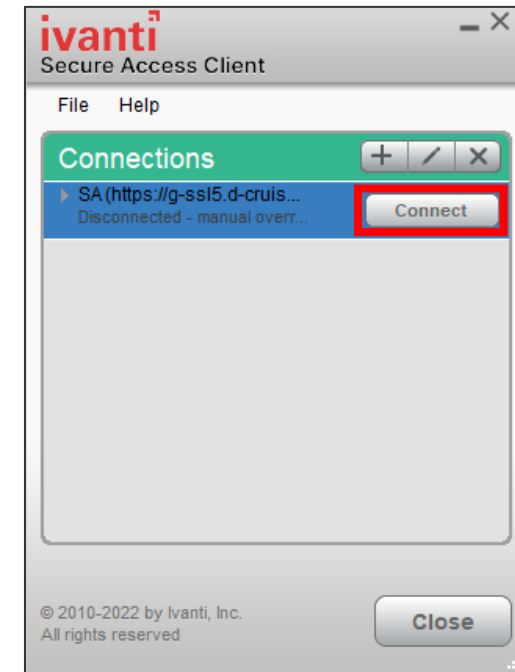 ivanti
Secure Access Client
File Help
Connections
SA (https://g-ssl5.d-cruis...
Disconnected - manual overr...
Connect
© 2010-2022 by Ivanti, Inc.
All rights reserved
Close